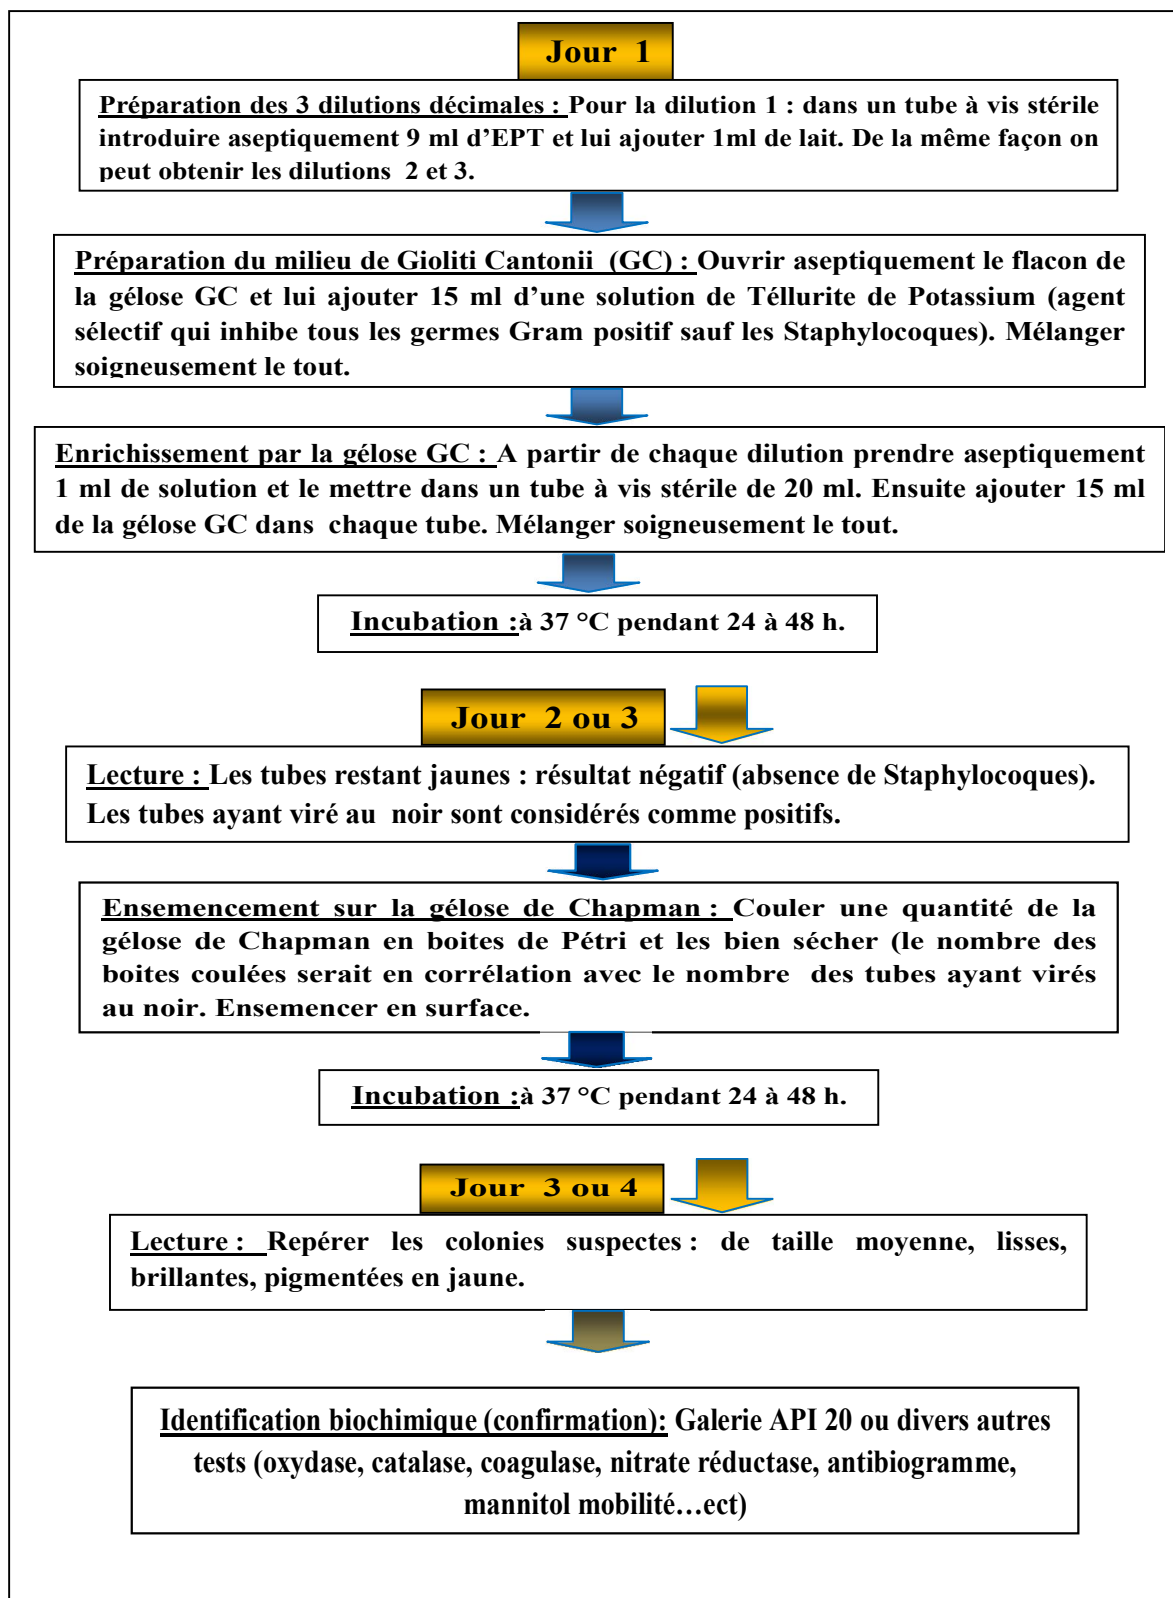 Jour 1
Préparation des 3 dilutions décimales : Pour la dilution 1 : dans un tube à vis stérile
introduire aseptiquement 9 ml d'EPT et lui ajouter 1ml de lait. De la même façon on
peut obtenir les dilutions 2 et 3.
Préparation du milieu de Gioliti Cantonii (GC) : Ouvrir aseptiquement le flacon de
la gélose GC et lui ajouter 15 ml d'une solution de Téllurite de Potassium (agent
sélectif qui inhibe tous les germes Gram positif sauf les Staphylocoques). Mélanger
soigneusement le tout.
Enrichissement par la gélose GC : A partir de chaque dilution prendre aseptiquement
1 ml de solution et le mettre dans un tube à vis stérile de 20 ml. Ensuite ajouter 15 ml
de la gélose GC dans chaque tube. Mélanger soigneusement le tout.
Incubation :à 37 °C pendant 24 à 48 h.
Jour 2 ou 3
Lecture : Les tubes restant jaunes : résultat négatif (absence de Staphylocoques).
Les tubes ayant viré au noir sont considérés comme positifs.
Ensemencement sur la gélose de Chapman : Couler une quantité de la
gélose de Chapman en boites de Pétri et les bien sécher (le nombre des
boites coulées serait en corrélation avec le nombre des tubes ayant virés
au noir. Ensemencer en surface.
Incubation :à 37 °C pendant 24 à 48 h.
Jour 3 ou 4
Lecture : Repérer les colonies suspectes : de taille moyenne, lisses,
brillantes, pigmentées en jaune.
Identification biochimique (confirmation): Galerie API 20 ou divers autres
tests (oxydase, catalase, coagulase, nitrate réductase, antibiogramme,
mannitol mobilité…ect)